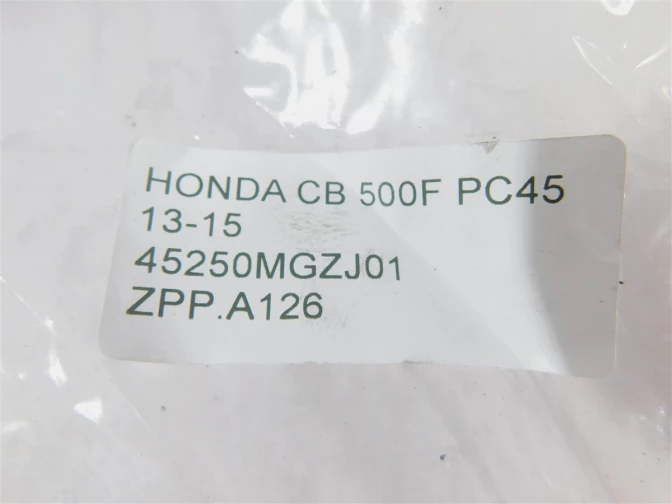 HONDA CB 500F PC45
13-15
45250MGZJ01
ZPP.A126